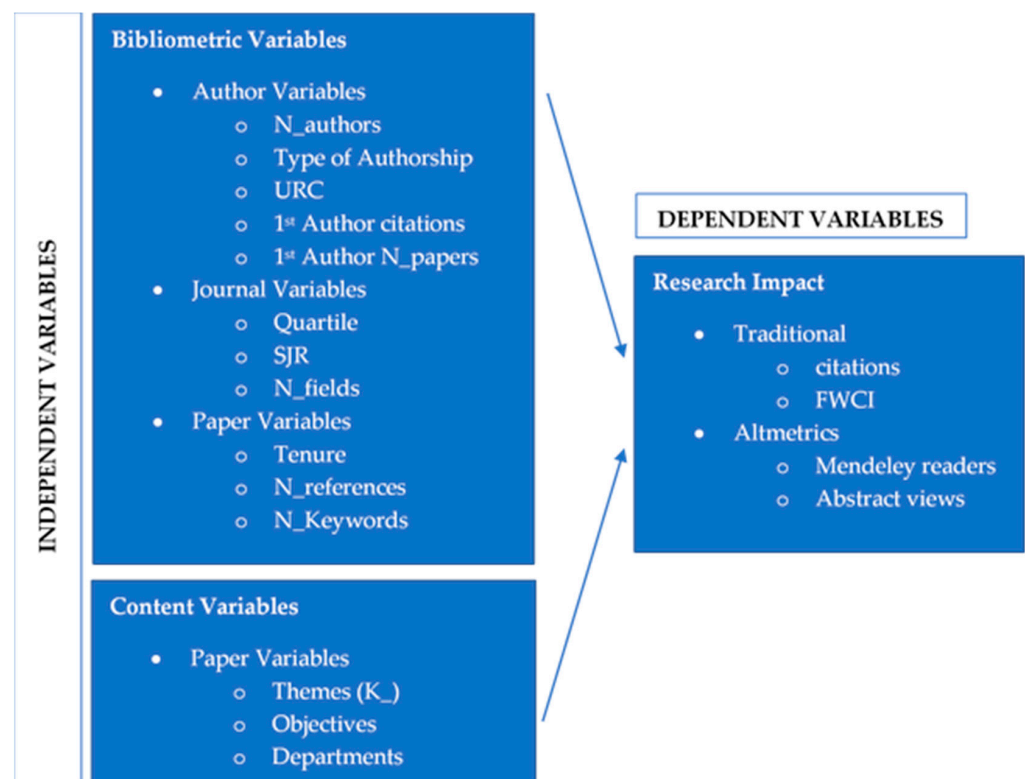 INDEPENDENT VARIABLES
Bibliometric Variables
• Author Variables
o N_authors
o Type of Authorship
o URC
o 1st Author citations
o 1st Author N_papers
• Journal Variables
o Quartile
o SJR
o N_fields
• Paper Variables
o Tenure
o N_references
o N_Keywords
Content Variables
• Paper Variables
o Themes (K_)
o Objectives
o Departments
DEPENDENT VARIABLES
Research Impact
• Traditional
o citations
o FWCI
• Altmetrics
o Mendeley readers
o Abstract views